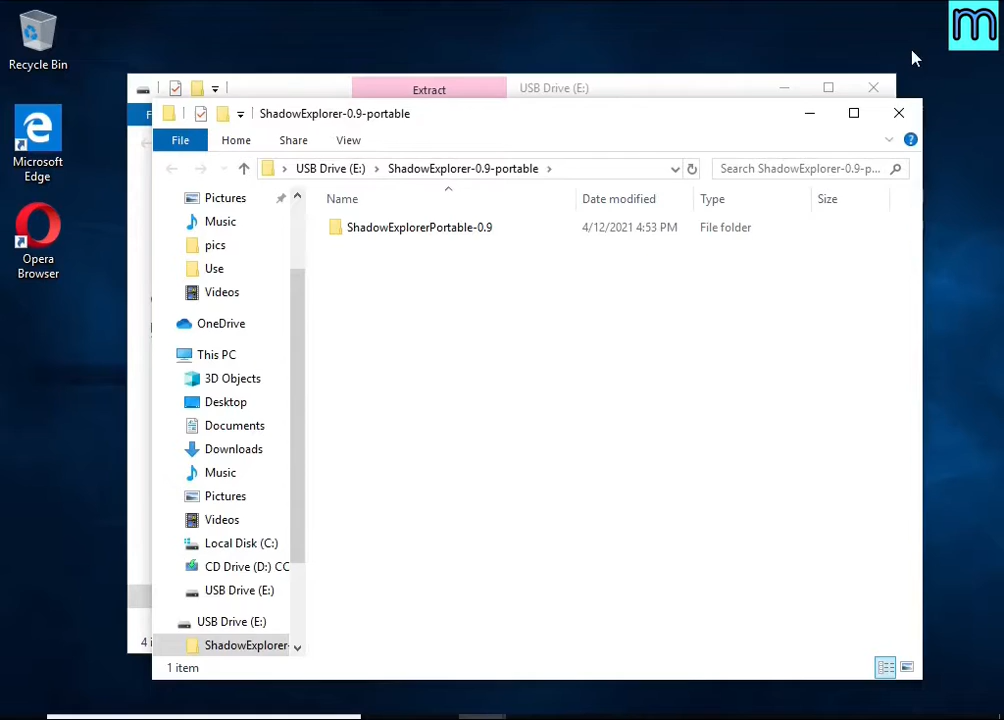 m
Recycle Bin
Extract
USB Drive (E:)
ShadowExplorer-0.9-portable
File
Home
Share
View
USB Drive (E:)
ShadowExplorer-0.9-portable
Search ShadowExplorer-0.9-p...
Name
Date modified
Type
Size
ShadowExplorerPortable-0.9
4/12/2021 4:53 PM
File folder
Microsoft
Edge
Opera
Browser
Pictures
Music
pics
Use
Videos
OneDrive
This PC
3D Objects
Desktop
Documents
Downloads
Music
Pictures
Videos
Local Disk (C:)
CD Drive (D:) CC
USB Drive (E:)
USB Drive (E:)
ShadowExplorer-
4 i
1 item